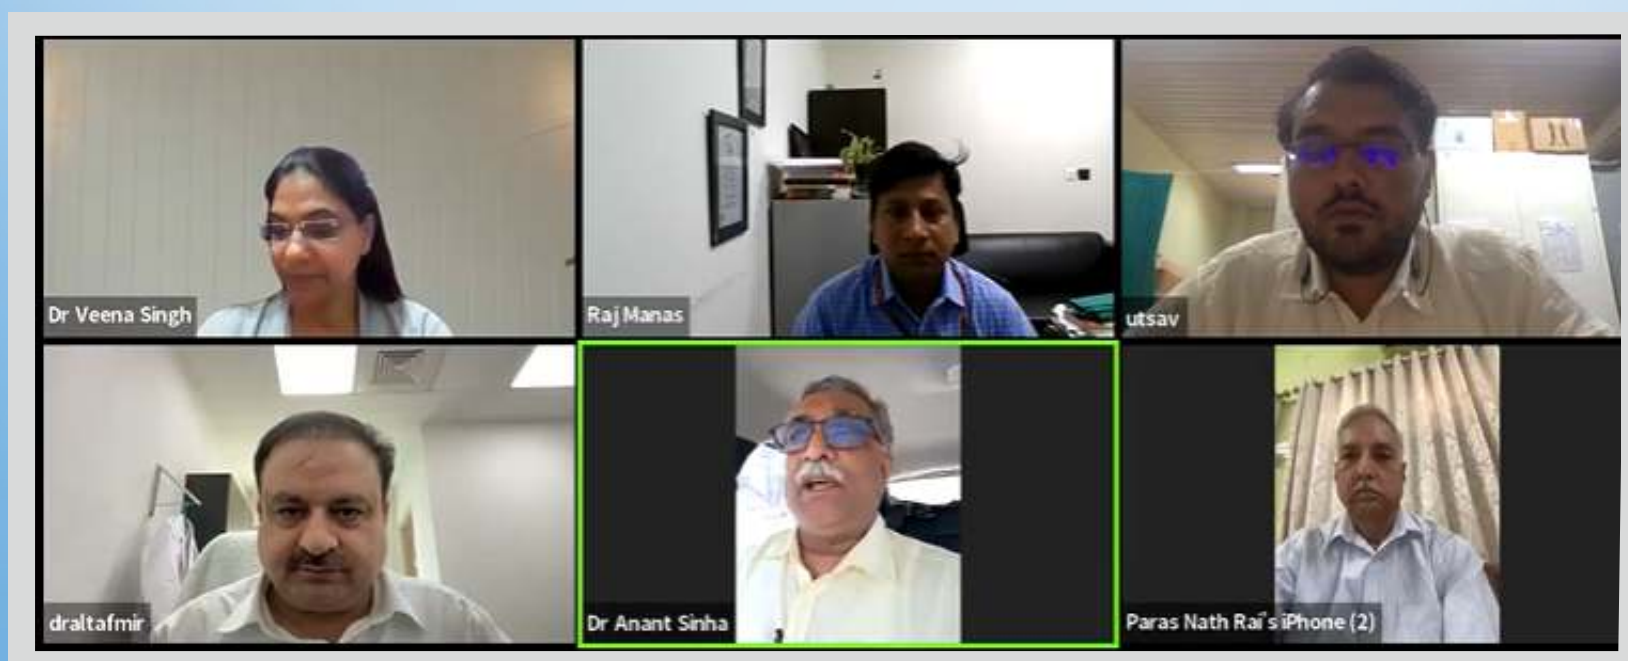 Dr Veena Singh
Raj Manas
utsav
draltafmir
Dr Anant Sinha
Paras Nath Rai's iPhone (2)